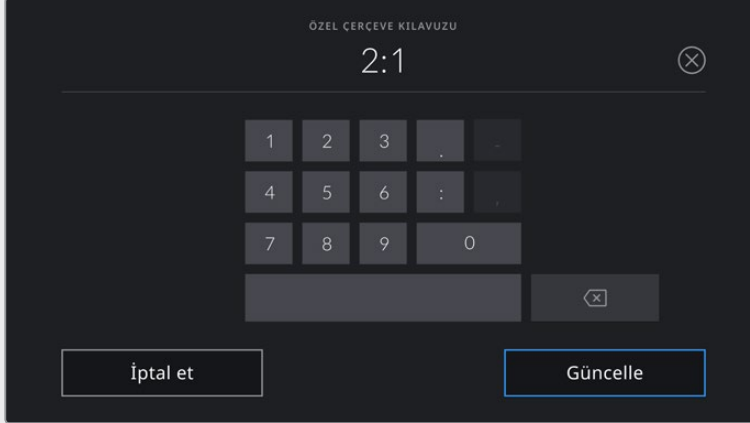 ÖZEL ÇERÇEVE KILAVUZU
2:1
1 2 3 . -
4 5 6 : ,
7 8 9 0
İptal et Güncelle